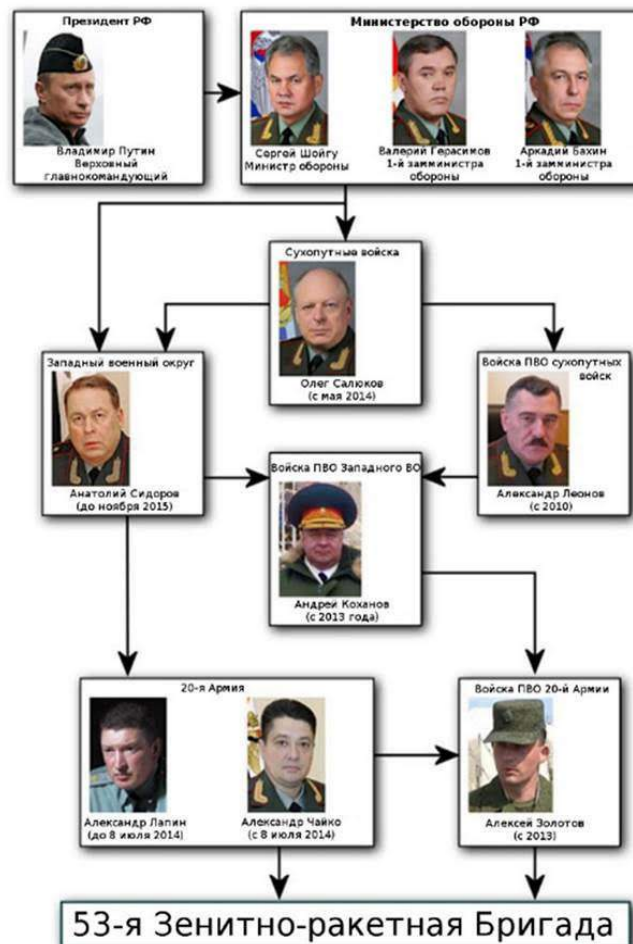 Президент РФ
Владимир Путин
Верховный
главнокомандующий
Министерство обороны РФ
Сергей Шойгу
Министр обороны
Валерий Герасимов
1-й замминистра
обороны
Аркадий Бахин
1-й замминистра
обороны
Сухопутные войска
Олег Салюков
(с мая 2014)
Западный военный округ
Анатолий Сидоров
(до ноября 2015)
Войска ПВО сухопутных
войск
Александр Леонов
(с 2010)
Войска ПВО Западного ВО
Андрей Коханов
(с 2013 года)
20-я Армия
Александр Лапин
(до 8 июля 2014)
Александр Чайко
(с 8 июля 2014)
Войска ПВО 20-й Армии
Алексей Золотов
(с 2013)
53-я Зенитно-ракетная Бригада